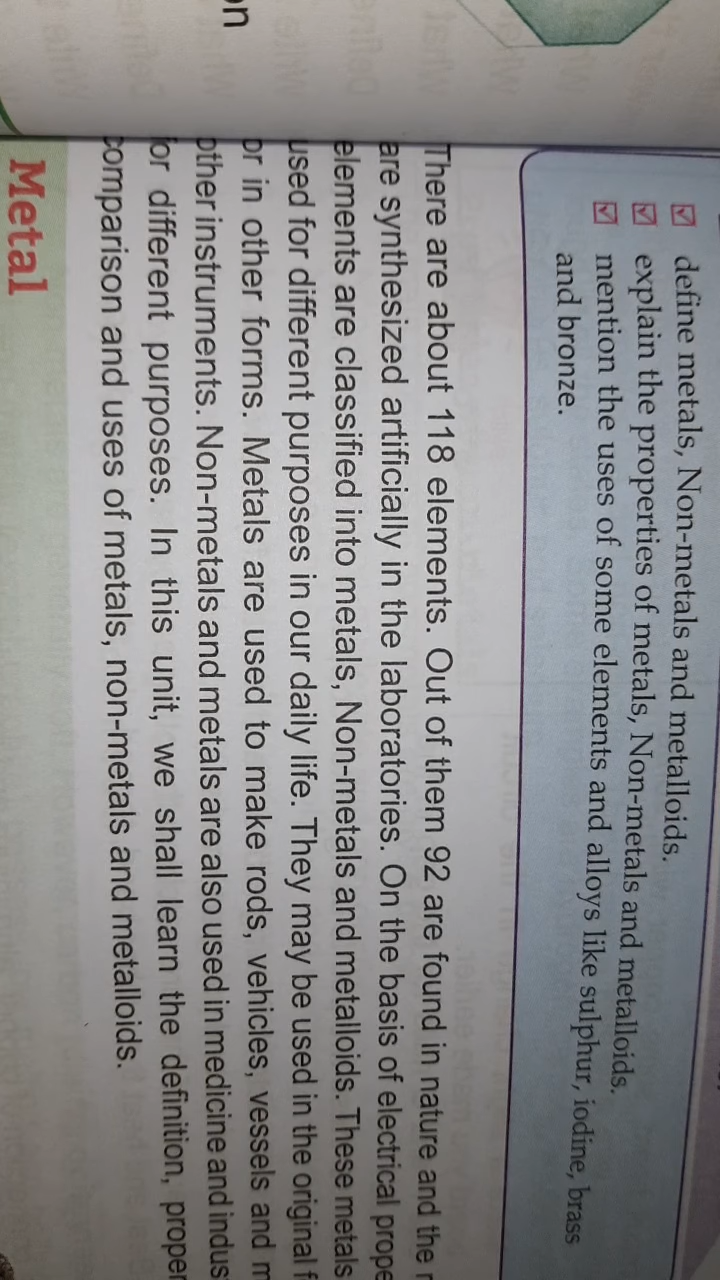 define metals, Non-metals and metalloids.
explain the properties of metals, Non-metals and metalloids.
mention the uses of some elements and alloys like sulphur, iodine, brass
and bronze.
There are about 118 elements. Out of them 92 are found in nature and the
are synthesized artificially in the laboratories. On the basis of electrical
elements are classified into metals, Non-metals and metalloids. These metals
used for different purposes in our daily life. They may be used in the original
or in other forms. Metals are used to make rods, vehicles, vessels and
other instruments. Non-metals and metals are also used in medicine and
for different purposes. In this unit, we shall learn the definition,
comparison and uses of metals, non-metals and metalloids.
Metal